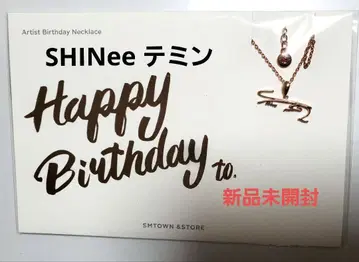 Artist Birthday Necklace
SHINee テミン
Happy
Birthday to.
新品未開封
SMTOWN &STORE